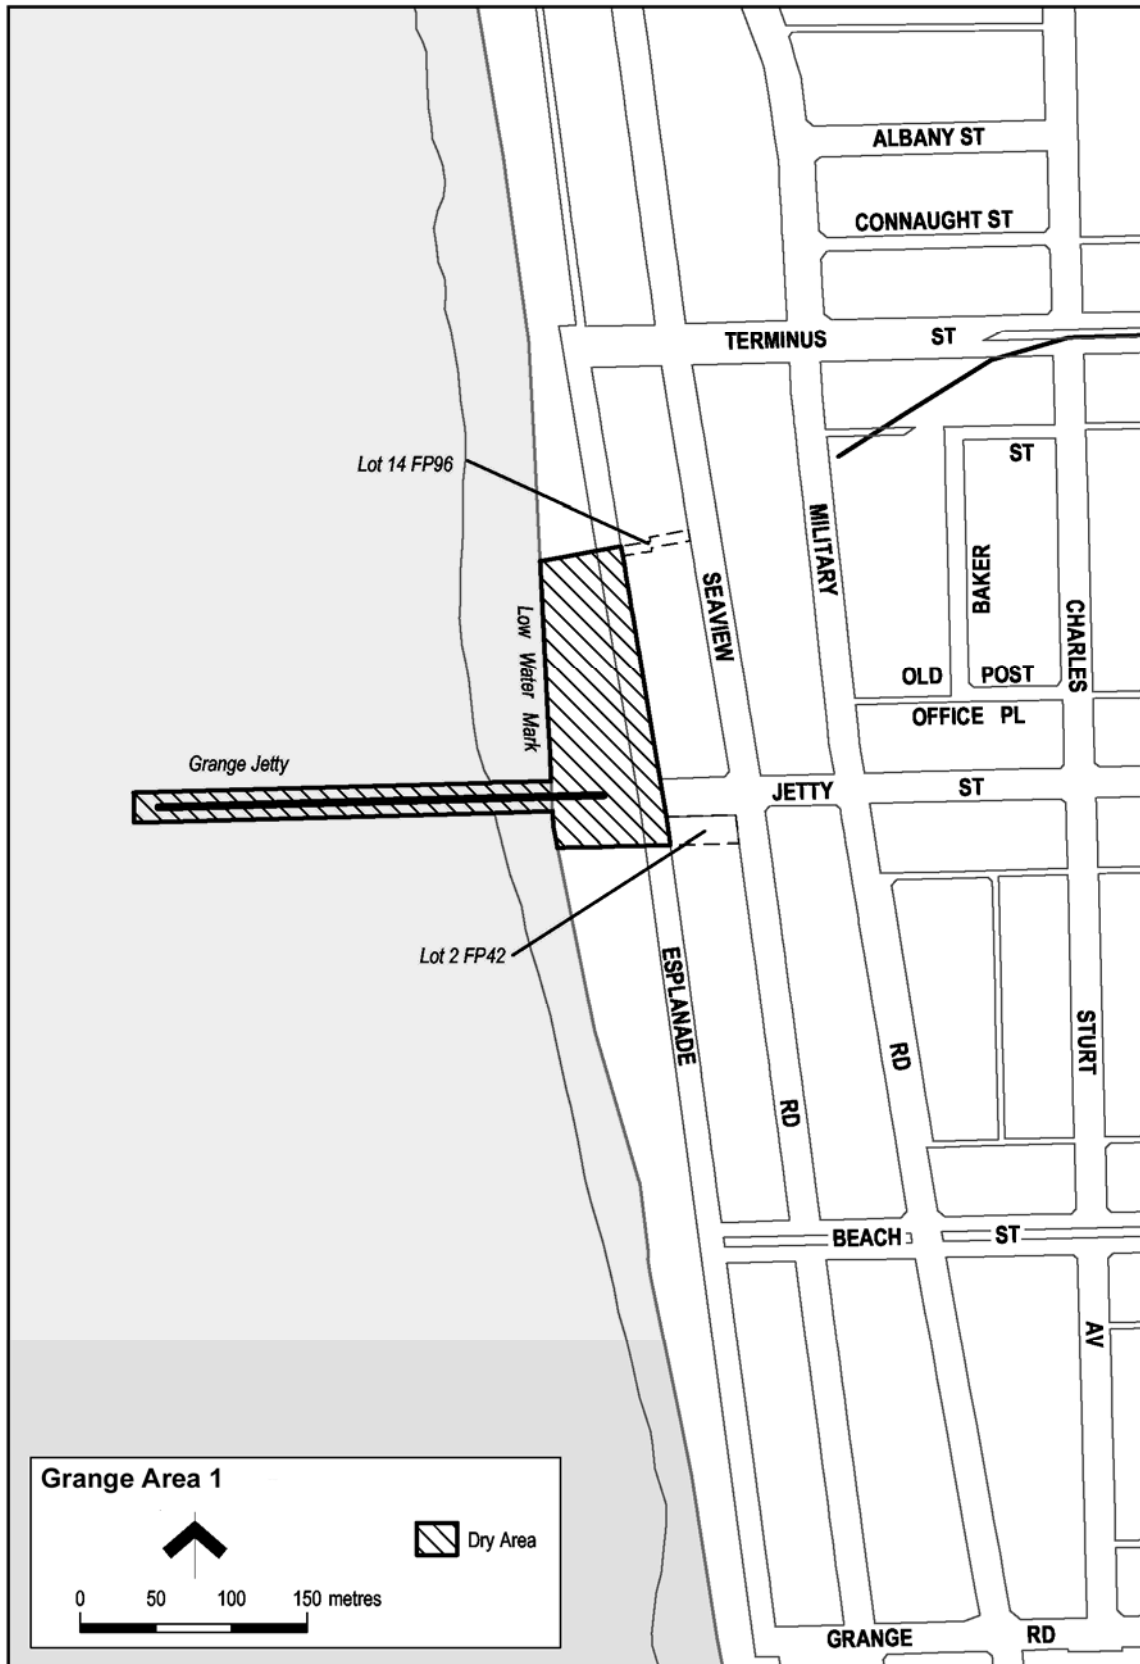 ALBANY ST
CONNAUGHT ST
TERMINUS ST
Lot 14 FP96
ST
MILITARY
BAKER
SEAVIEW
CHARLES
Low Water Mark
OLD POST
OFFICE PL
Grange Jetty
JETTY ST
Lot 2 FP42
ESPLANADE
STURT
RD
RD
BEACH ST
AV
Grange Area 1
Dry Area
0 50 100 150 metres
GRANGE RD